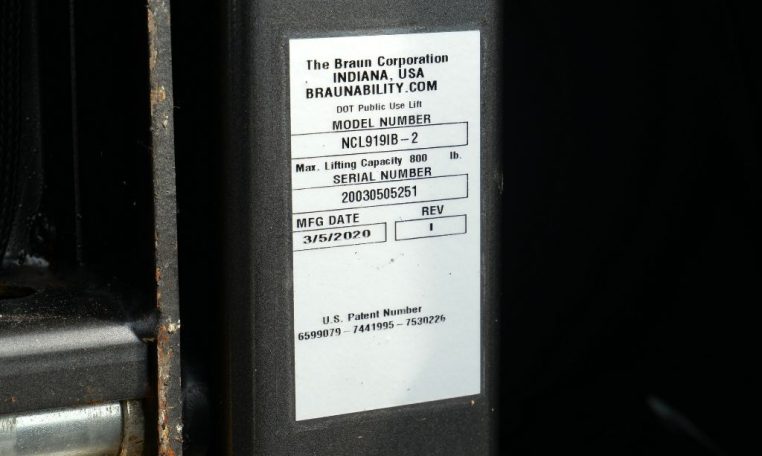 The Braun Corporation
INDIANA, USA
BRAUNABILITY.COM
DOT Public Use Lift
MODEL NUMBER
NCL919IB-2
Max. Lifting Capacity 800 lb.
SERIAL NUMBER
20030505251
MFG DATE REV
3/5/2020 I
U.S. Patent Number
6599079-7441995-7530226